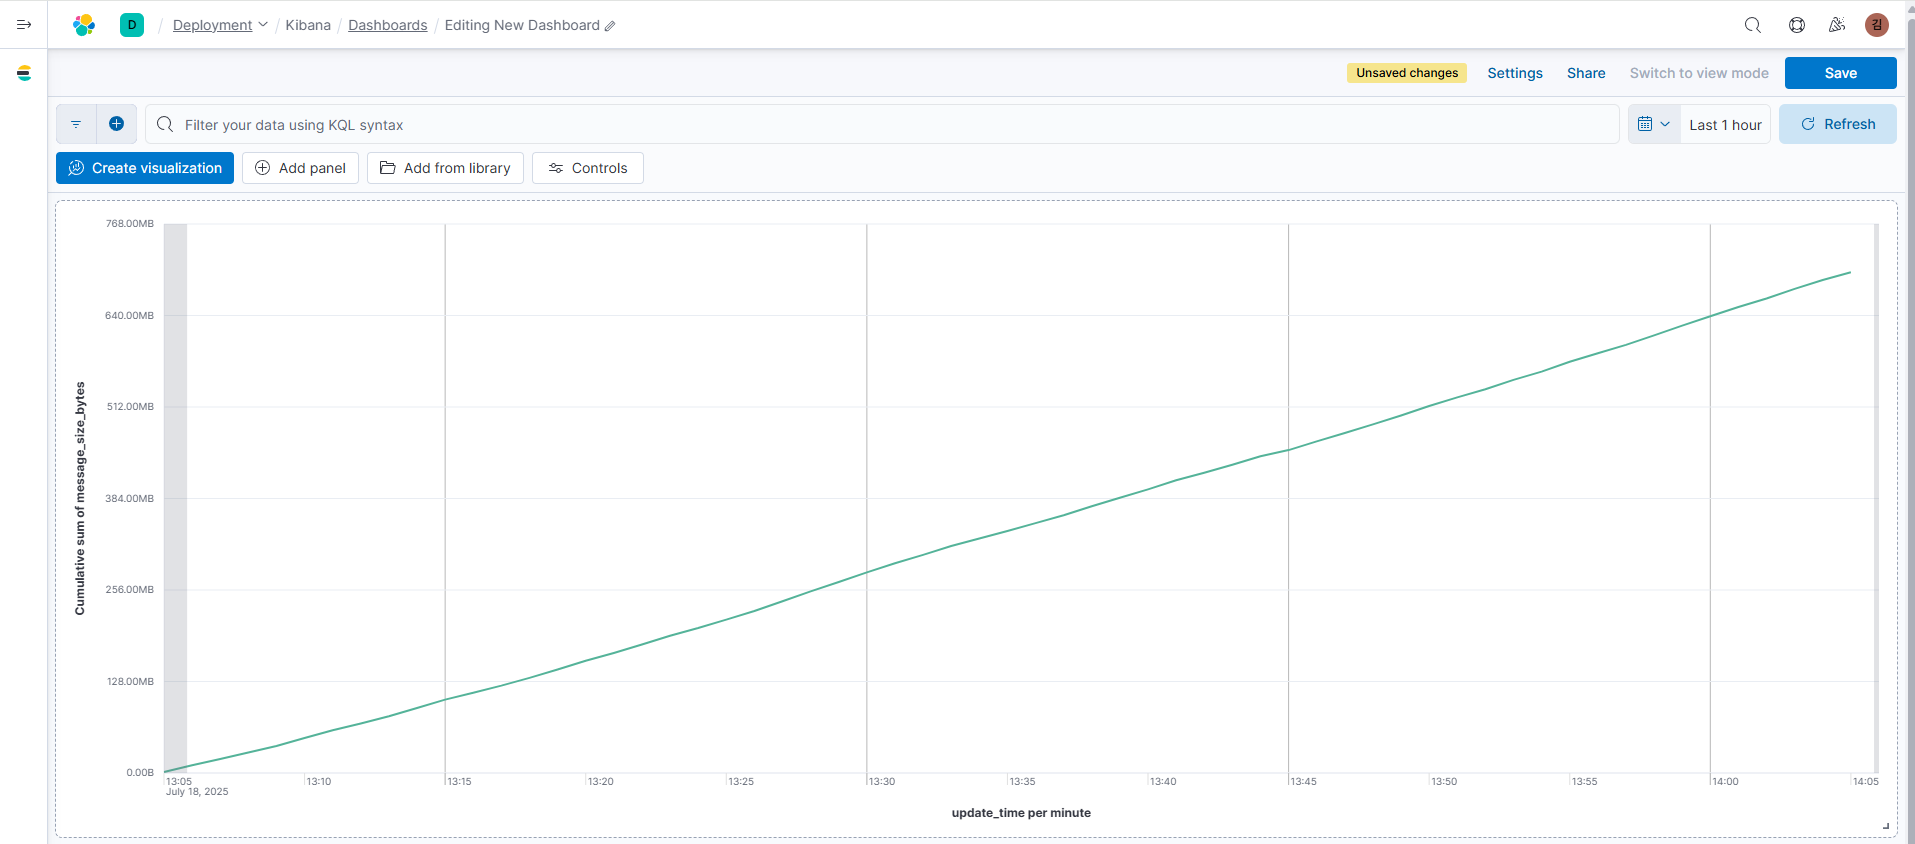 D / Deployment / Kibana / Dashboards / Editing New Dashboard
김
Unsaved changes Settings Share Switch to view mode Save
Filter your data using KQL syntax Last 1 hour Refresh
Create visualization Add panel Add from library Controls
768.00MB
640.00MB
512.00MB
384.00MB
256.00MB
128.00MB
0.00B
Cumulative sum of message_size_bytes
13:05 13:10 13:15 13:20 13:25 13:30 13:35 13:40 13:45 13:50 13:55 14:00 14:05
July 18, 2025
update_time per minute